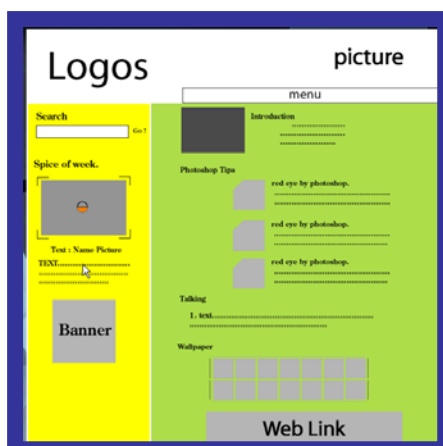 Logos
picture
menu
Search
Go ?
Introduction
Spice of week.
Photoshop Tips
red eye by photoshop.
red eye by photoshop.
red eye by photoshop.
Text : Name Picture
TEXT
Banner
Talking
1. text
Wallpaper
Web Link